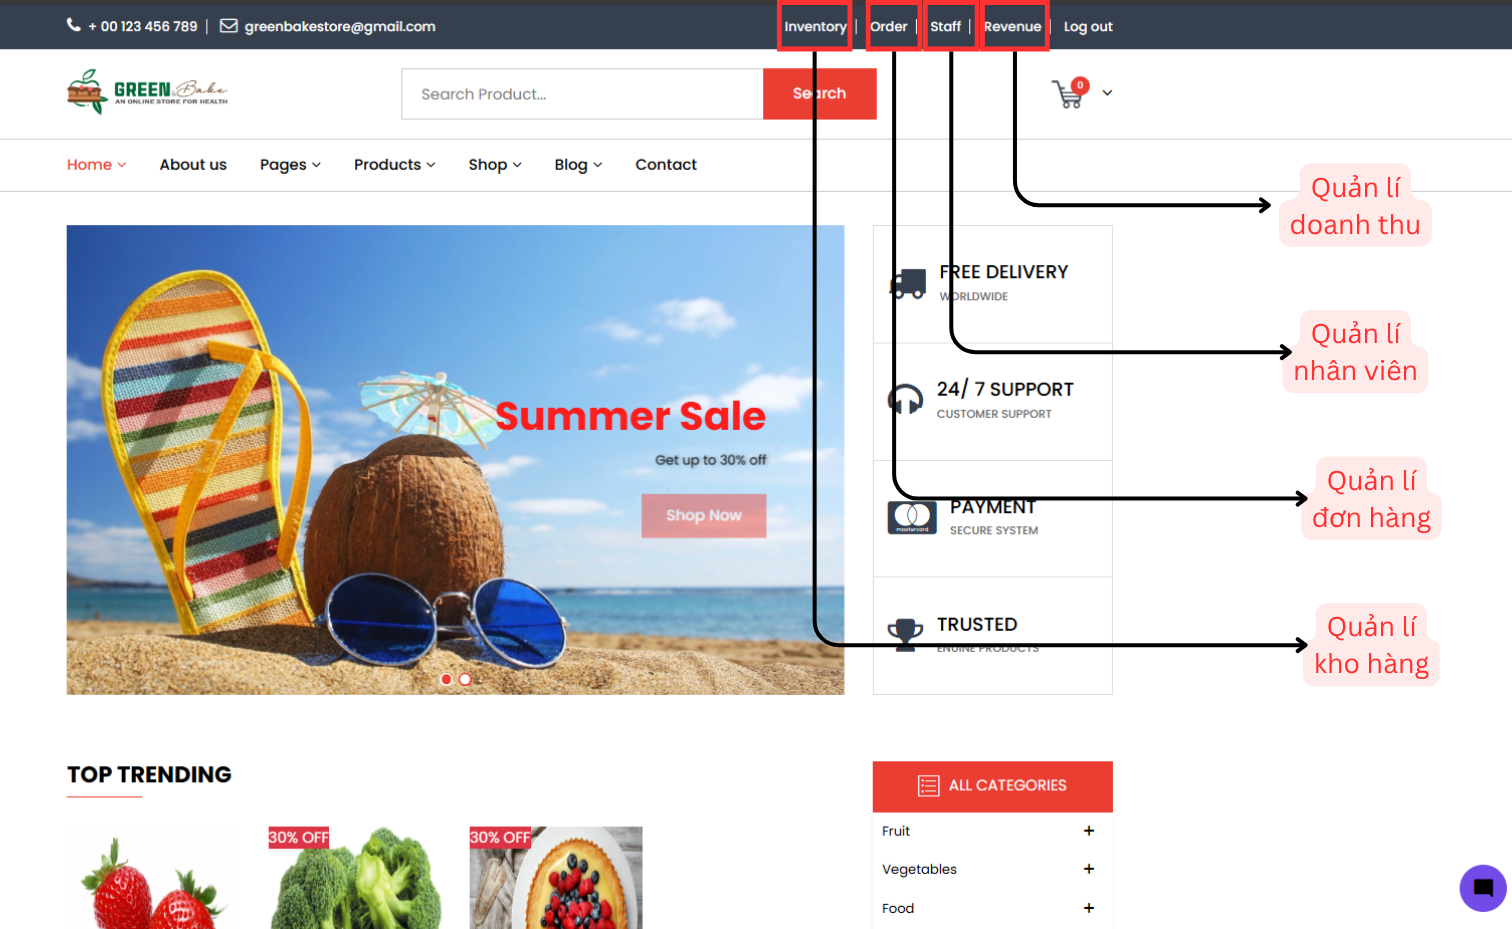 + 00 123 456 789 | greenbakestore@gmail.com
Inventory | Order | Staff | Revenue | Log out
GREEN Bake
AN ONLINE STORE FOR HEALTH
Search Product...
Search
0
Home
About us
Pages
Products
Shop
Blog
Contact
Quản lí
doanh thu
FREE DELIVERY
WORLDWIDE
Quản lí
nhân viên
24/ 7 SUPPORT
CUSTOMER SUPPORT
Summer Sale
Get up to 30% off
Shop Now
Quản lí
đơn hàng
PAYMENT
SECURE SYSTEM
mastercard
Quản lí
kho hàng
TRUSTED
ENUINE PRODUCTS
TOP TRENDING
30% OFF
30% OFF
ALL CATEGORIES
Fruit +
Vegetables +
Food +